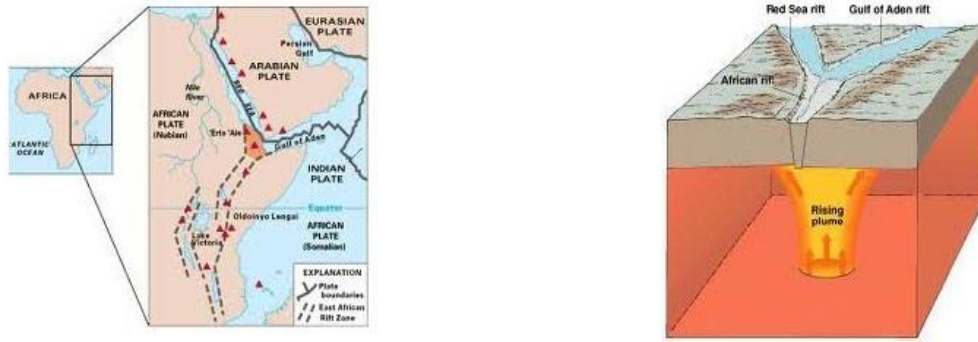 AFRICA
ATLANTIC
OCEAN
EURASIAN
PLATE
Persian
Gulf
ARABIAN
PLATE
RED SEA
Nile
River
AFRICAN
PLATE
(Nubian)
'Erta 'Ale
Gulf of Aden
INDIAN
PLATE
Equator
Oldoinyo Lengai
Lake
Victoria
AFRICAN
PLATE
(Somalian)
EXPLANATION
Plate
boundaries
East African
Rift Zone
Red Sea rift
Gulf of Aden rift
African rift
Rising
plume